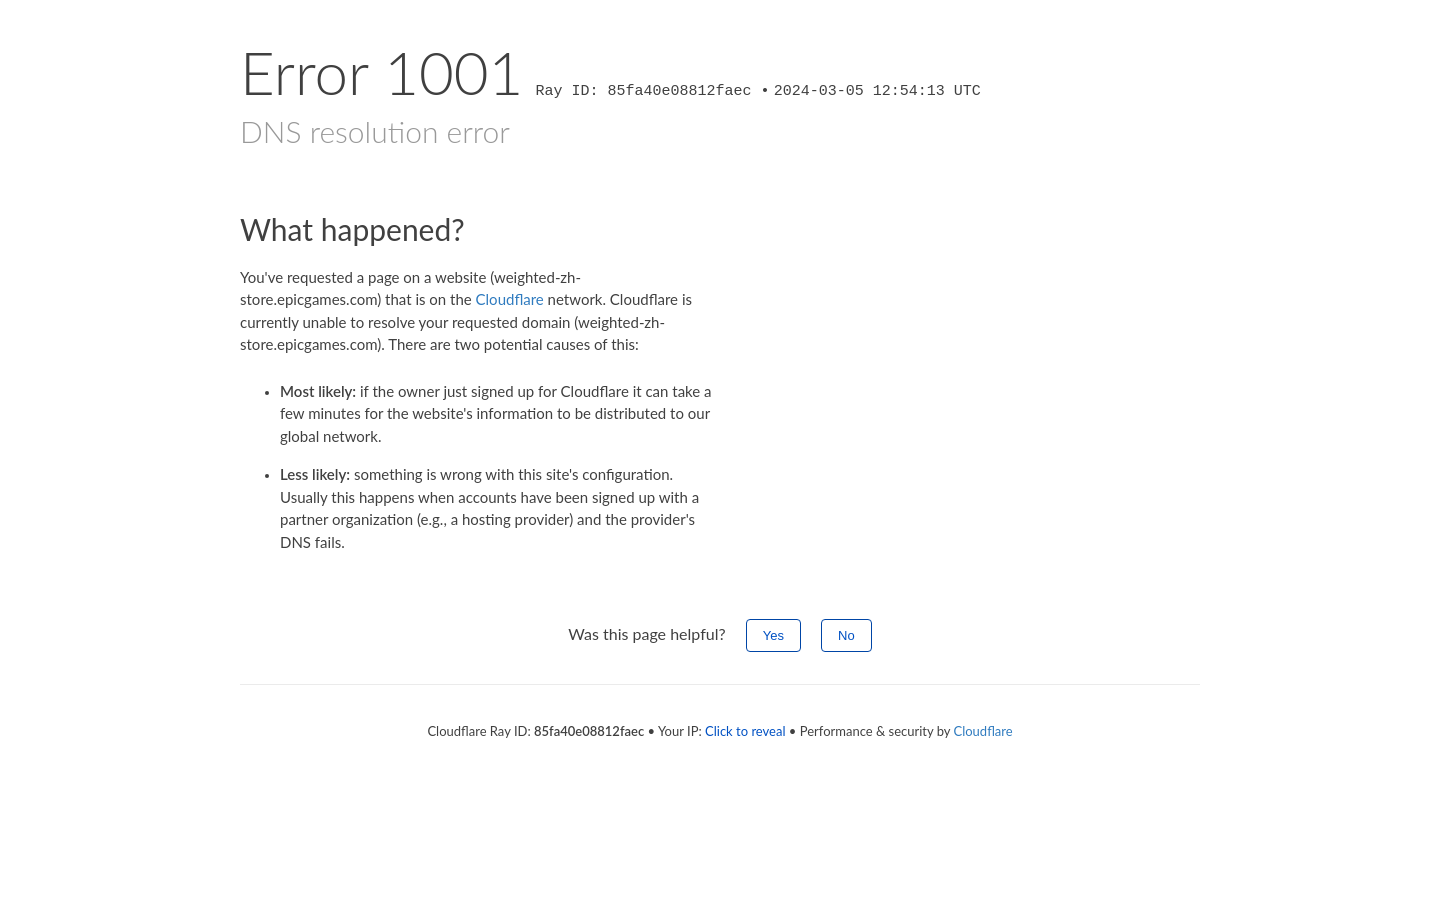 Error 1001 Ray ID: 85fa40e08812faec • 2024-03-05 12:54:13 UTC
DNS resolution error
What happened?
You've requested a page on a website (weighted-zh-
store.epicgames.com) that is on the Cloudflare network. Cloudflare is
currently unable to resolve your requested domain (weighted-zh-
store.epicgames.com). There are two potential causes of this:
• Most likely: if the owner just signed up for Cloudflare it can take a
few minutes for the website's information to be distributed to our
global network.
• Less likely: something is wrong with this site's configuration.
Usually this happens when accounts have been signed up with a
partner organization (e.g., a hosting provider) and the provider's
DNS fails.
Was this page helpful? Yes No
Cloudflare Ray ID: 85fa40e08812faec • Your IP: Click to reveal • Performance & security by Cloudflare